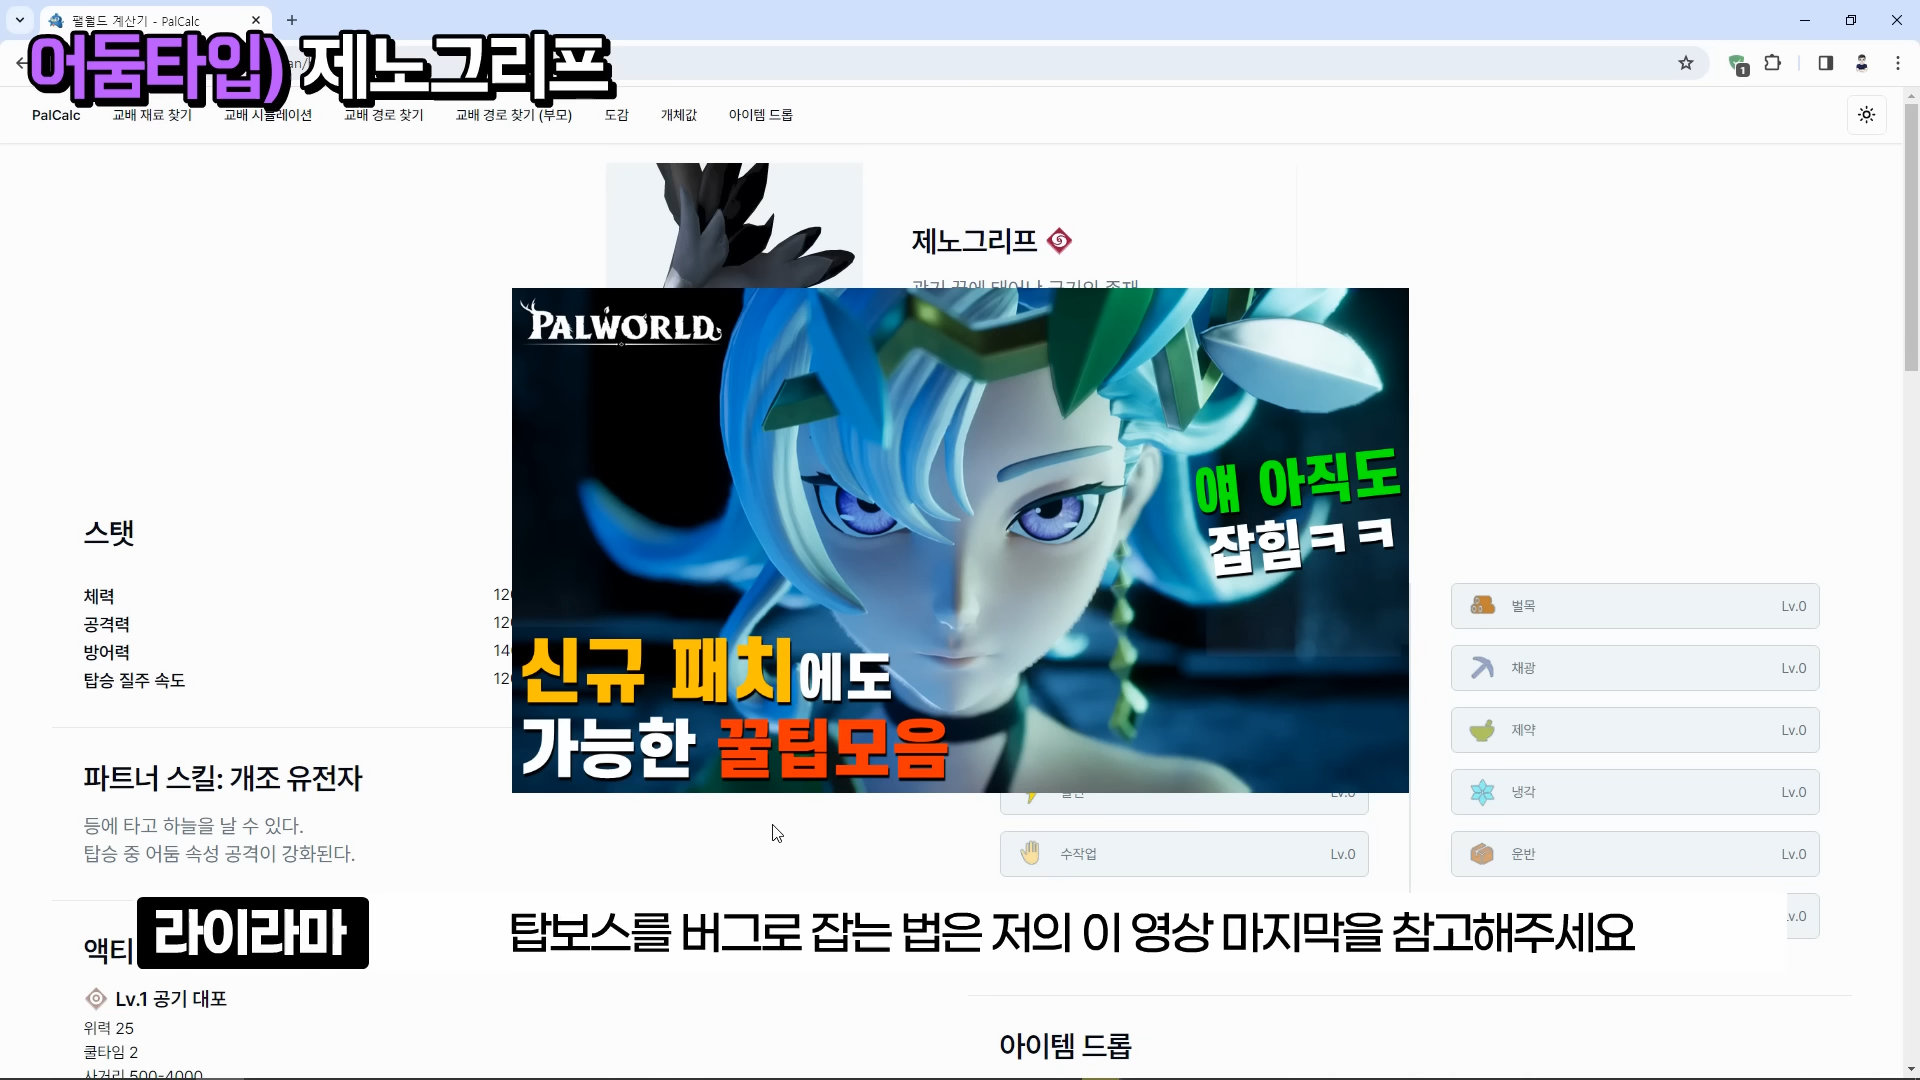 팰월드 계산기 - PalCalc
어둠타입) 제노그리프
PalCalc
교배 재료 찾기
교배 시뮬레이션
교배 경로 찾기
교배 경로 찾기 (부모)
도감
개체값
아이템 드롭
1
제노그리프
PALWORLD
얘 아직도
잡힘ㅋㅋ
신규 패치에도
가능한 꿀팁모음
스탯
체력
공격력
방어력
탑승 질주 속도
벌목 Lv.0
채광 Lv.0
제약 Lv.0
냉각 Lv.0
수작업 Lv.0
운반 Lv.0
파트너 스킬: 개조 유전자
등에 타고 하늘을 날 수 있다.
탑승 중 어둠 속성 공격이 강화된다.
라이라마
탑보스를 버그로 잡는 법은 저의 이 영상 마지막을 참고해주세요
액티
Lv.1 공기 대포
위력 25
쿨타임 2
사거리 500-4000
아이템 드롭